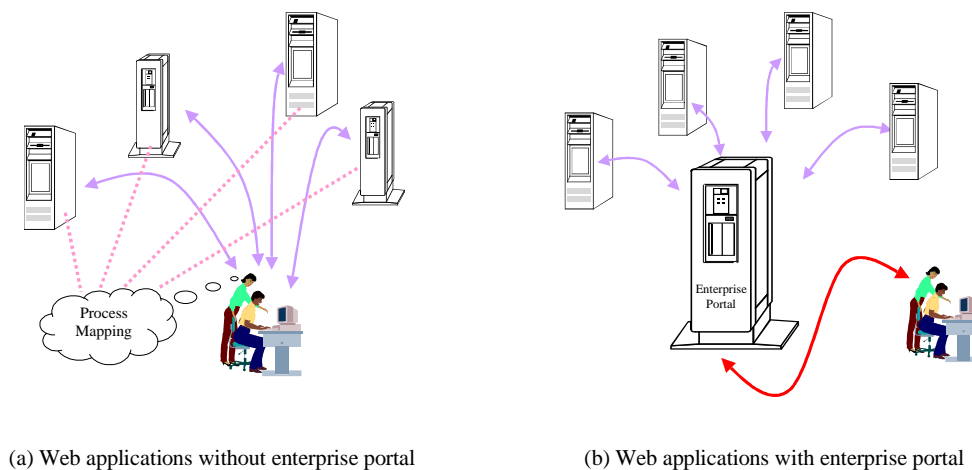 Process
Mapping
Enterprise
Portal
(a) Web applications without enterprise portal
(b) Web applications with enterprise portal